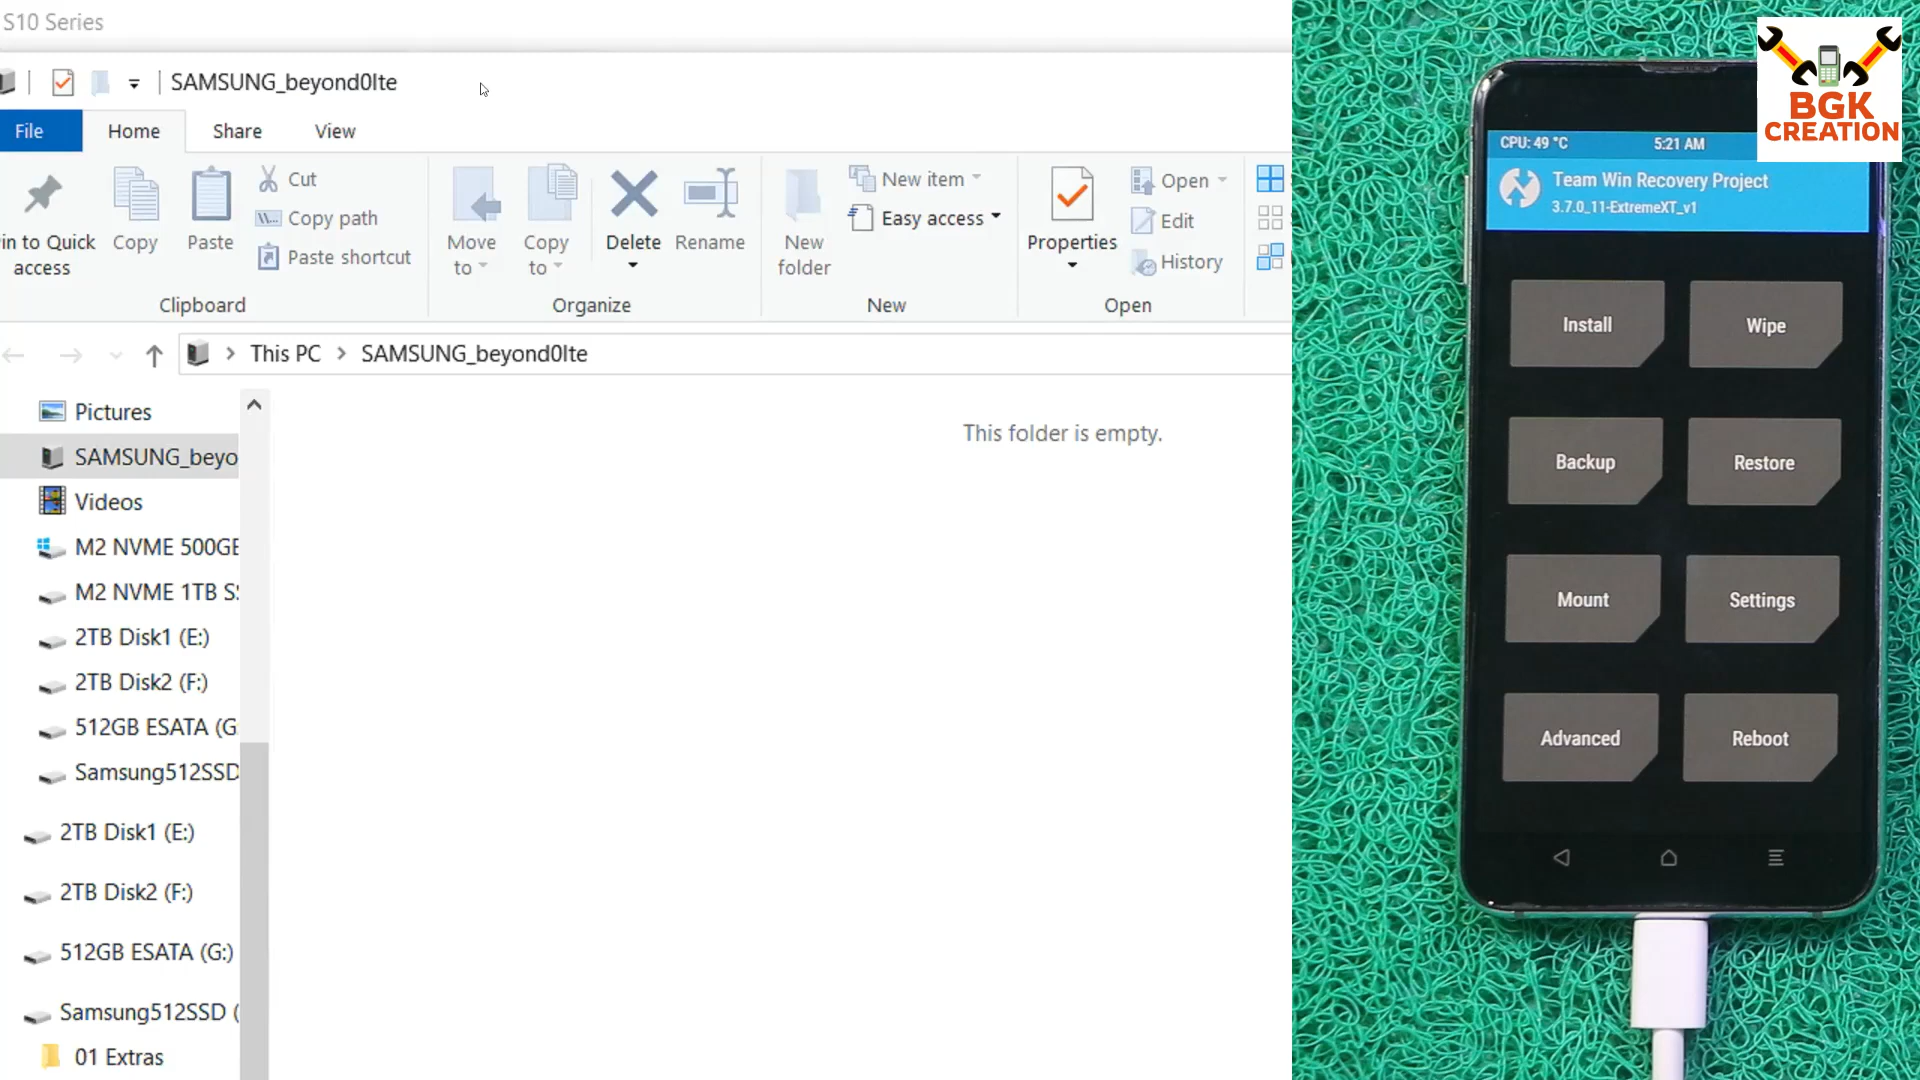 S10 Series
SAMSUNG_beyond0lte
File
Home
Share
View
in to Quick
access
Copy
Paste
Cut
Copy path
Paste shortcut
Clipboard
Move
to
Copy
to
Delete
Rename
Organize
New
folder
New item
Easy access
New
Properties
Open
Edit
History
Open
This PC
SAMSUNG_beyond0lte
Pictures
SAMSUNG_beyo
Videos
M2 NVME 500GB
M2 NVME 1TB S
2TB Disk1 (E:)
2TB Disk2 (F:)
512GB ESATA (G
Samsung512SSD
2TB Disk1 (E:)
2TB Disk2 (F:)
512GB ESATA (G:)
Samsung512SSD (
01 Extras
This folder is empty.
BGK
CREATION
CPU: 49 °C
5:21 AM
Team Win Recovery Project
3.7.0_11-ExtremeXT_v1
Install
Wipe
Backup
Restore
Mount
Settings
Advanced
Reboot